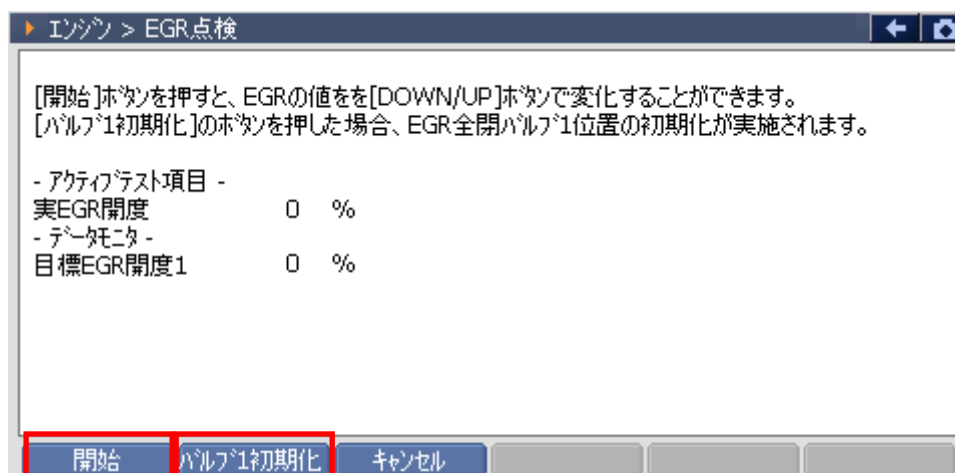 エンジン > EGR点検
[開始]ボタンを押すと、EGRの値をを[DOWN/UP]ボタンで変化することができます。
[バルブ1初期化]のボタンを押した場合、EGR全閉バルブ1位置の初期化が実施されます。
- アクティブテスト項目 -
実EGR開度 0 %
- データモニタ -
目標EGR開度1 0 %
開始 バルブ1初期化 キャンセル